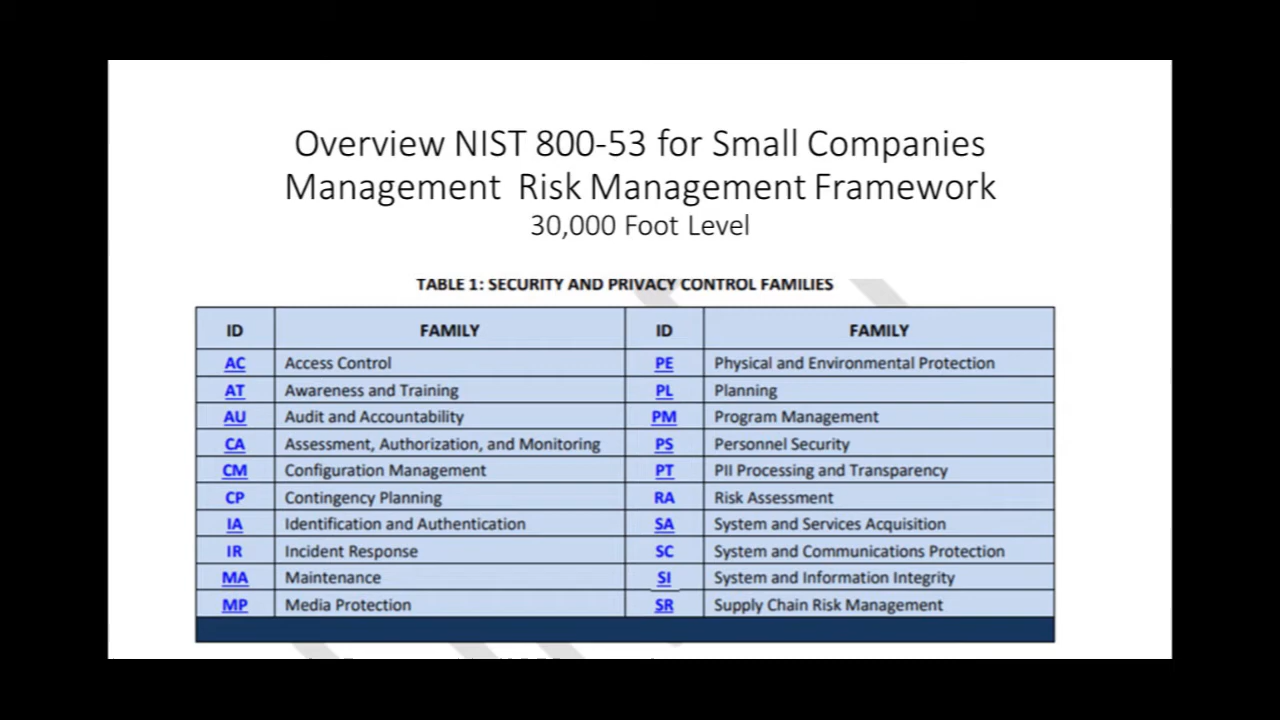 Overview NIST 800-53 for Small Companies
Management Risk Management Framework
30,000 Foot Level
TABLE 1: SECURITY AND PRIVACY CONTROL FAMILIES
ID FAMILY ID FAMILY
AC Access Control PE Physical and Environmental Protection
AT Awareness and Training PL Planning
AU Audit and Accountability PM Program Management
CA Assessment, Authorization, and Monitoring PS Personnel Security
CM Configuration Management PT PII Processing and Transparency
CP Contingency Planning RA Risk Assessment
IA Identification and Authentication SA System and Services Acquisition
IR Incident Response SC System and Communications Protection
MA Maintenance SI System and Information Integrity
MP Media Protection SR Supply Chain Risk Management